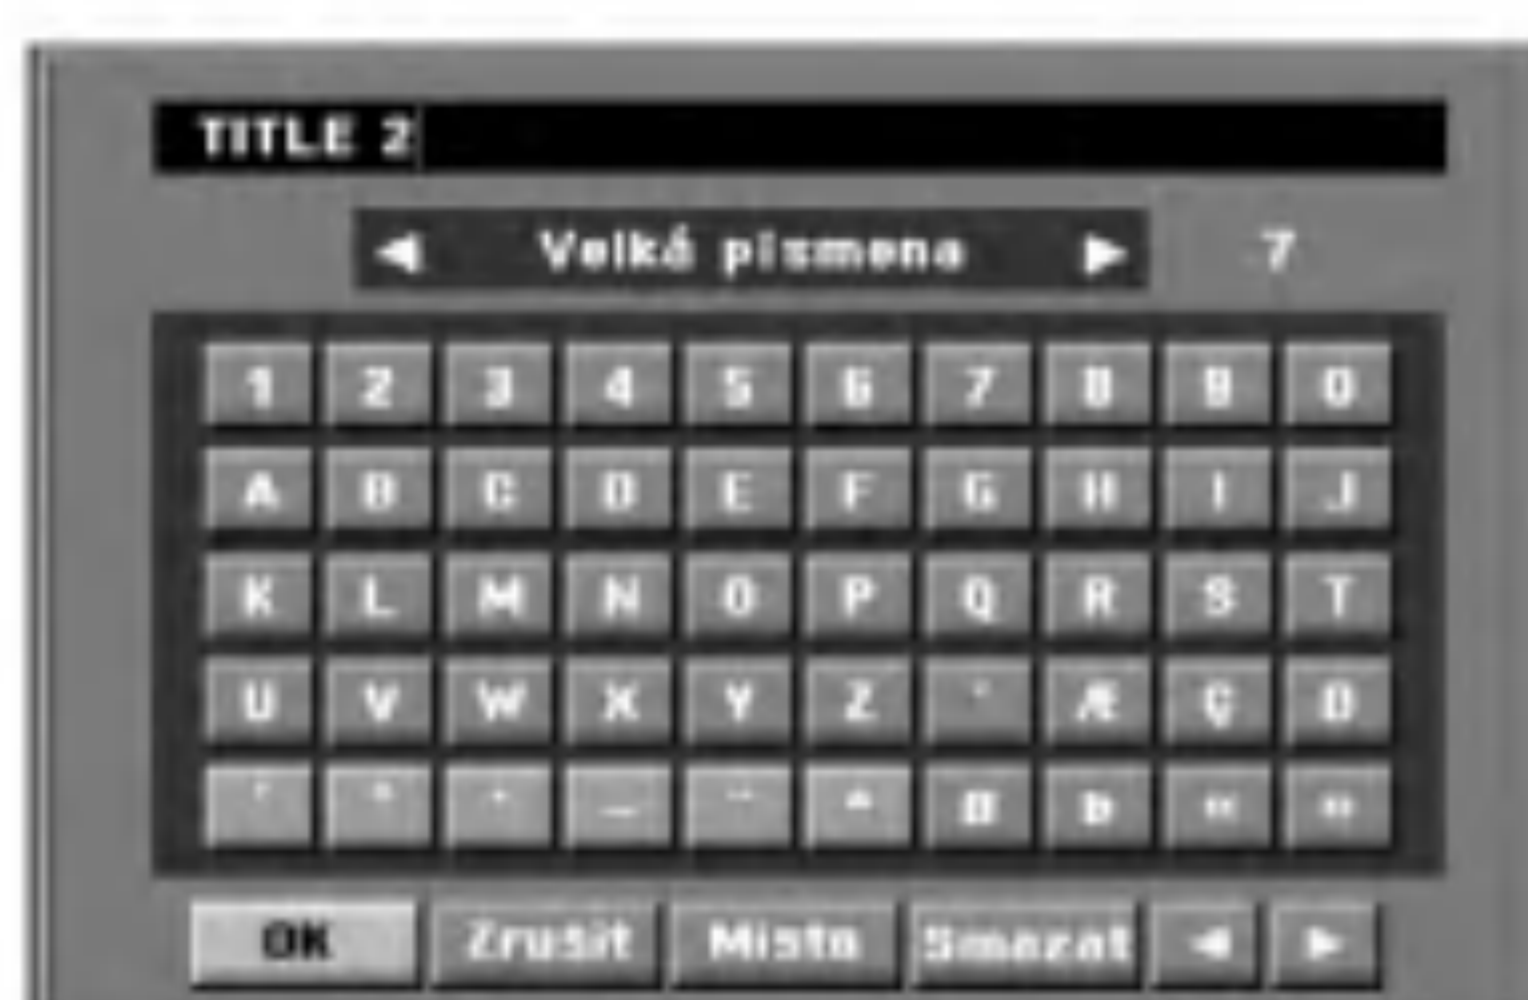 TITLE 2
◀ Velká písmena ▶ 7
1 2 3 4 5 6 7 8 9 0
A B C D E F G H I J
K L M N O P Q R S T
U V W X Y Z Æ Ç
_ « »
OK Zrušit Místo Smazat ◀ ▶